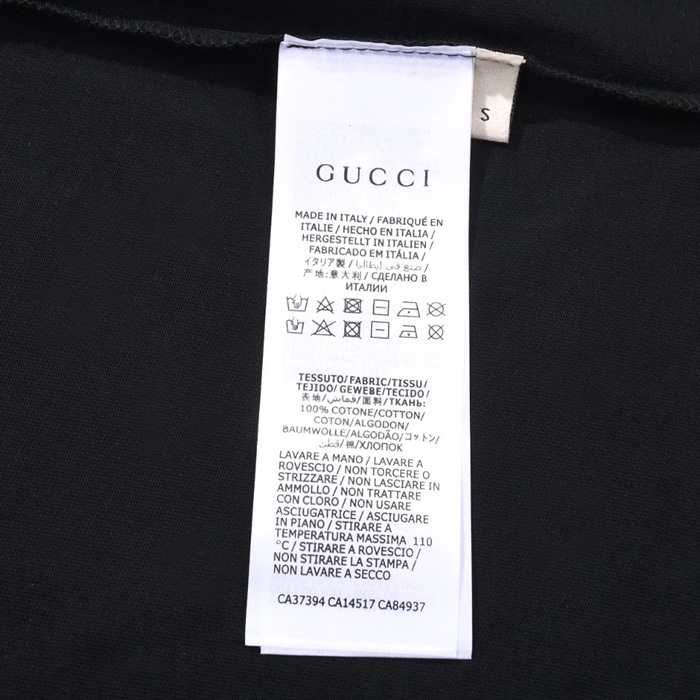 S
GUCCI
MADE IN ITALY / FABRIQUÉ EN
ITALIE / HECHO EN ITALIA /
HERGESTELLT IN ITALIEN /
FABRICADO EM ITÁLIA /
イタリア製 / صنع في إيطاليا /
产地:意大利 / СДЕЛАНО В
ИТАЛИИ
TESSUTO/FABRIC/TISSU/
TEJIDO/ GEWEBE/TECIDO/
表地/قماش/面料/ТКАНЬ:
100% COTONE/COTTON/
COTON/ALGODON/
BAUMWOLLE/ALGODÃO/コットン/
قطن/棉/ХЛОПОК
LAVARE A MANO / LAVARE A
ROVESCIO / NON TORCERE O
STRIZZARE / NON LASCIARE IN
AMMOLLO / NON TRATTARE
CON CLORO / NON USARE
ASCIUGATRICE / ASCIUGARE
IN PIANO / STIRARE A
TEMPERATURA MASSIMA 110
°C / STIRARE A ROVESCIO /
NON STIRARE LA STAMPA /
NON LAVARE A SECCO
CA37394 CA14517 CA84937